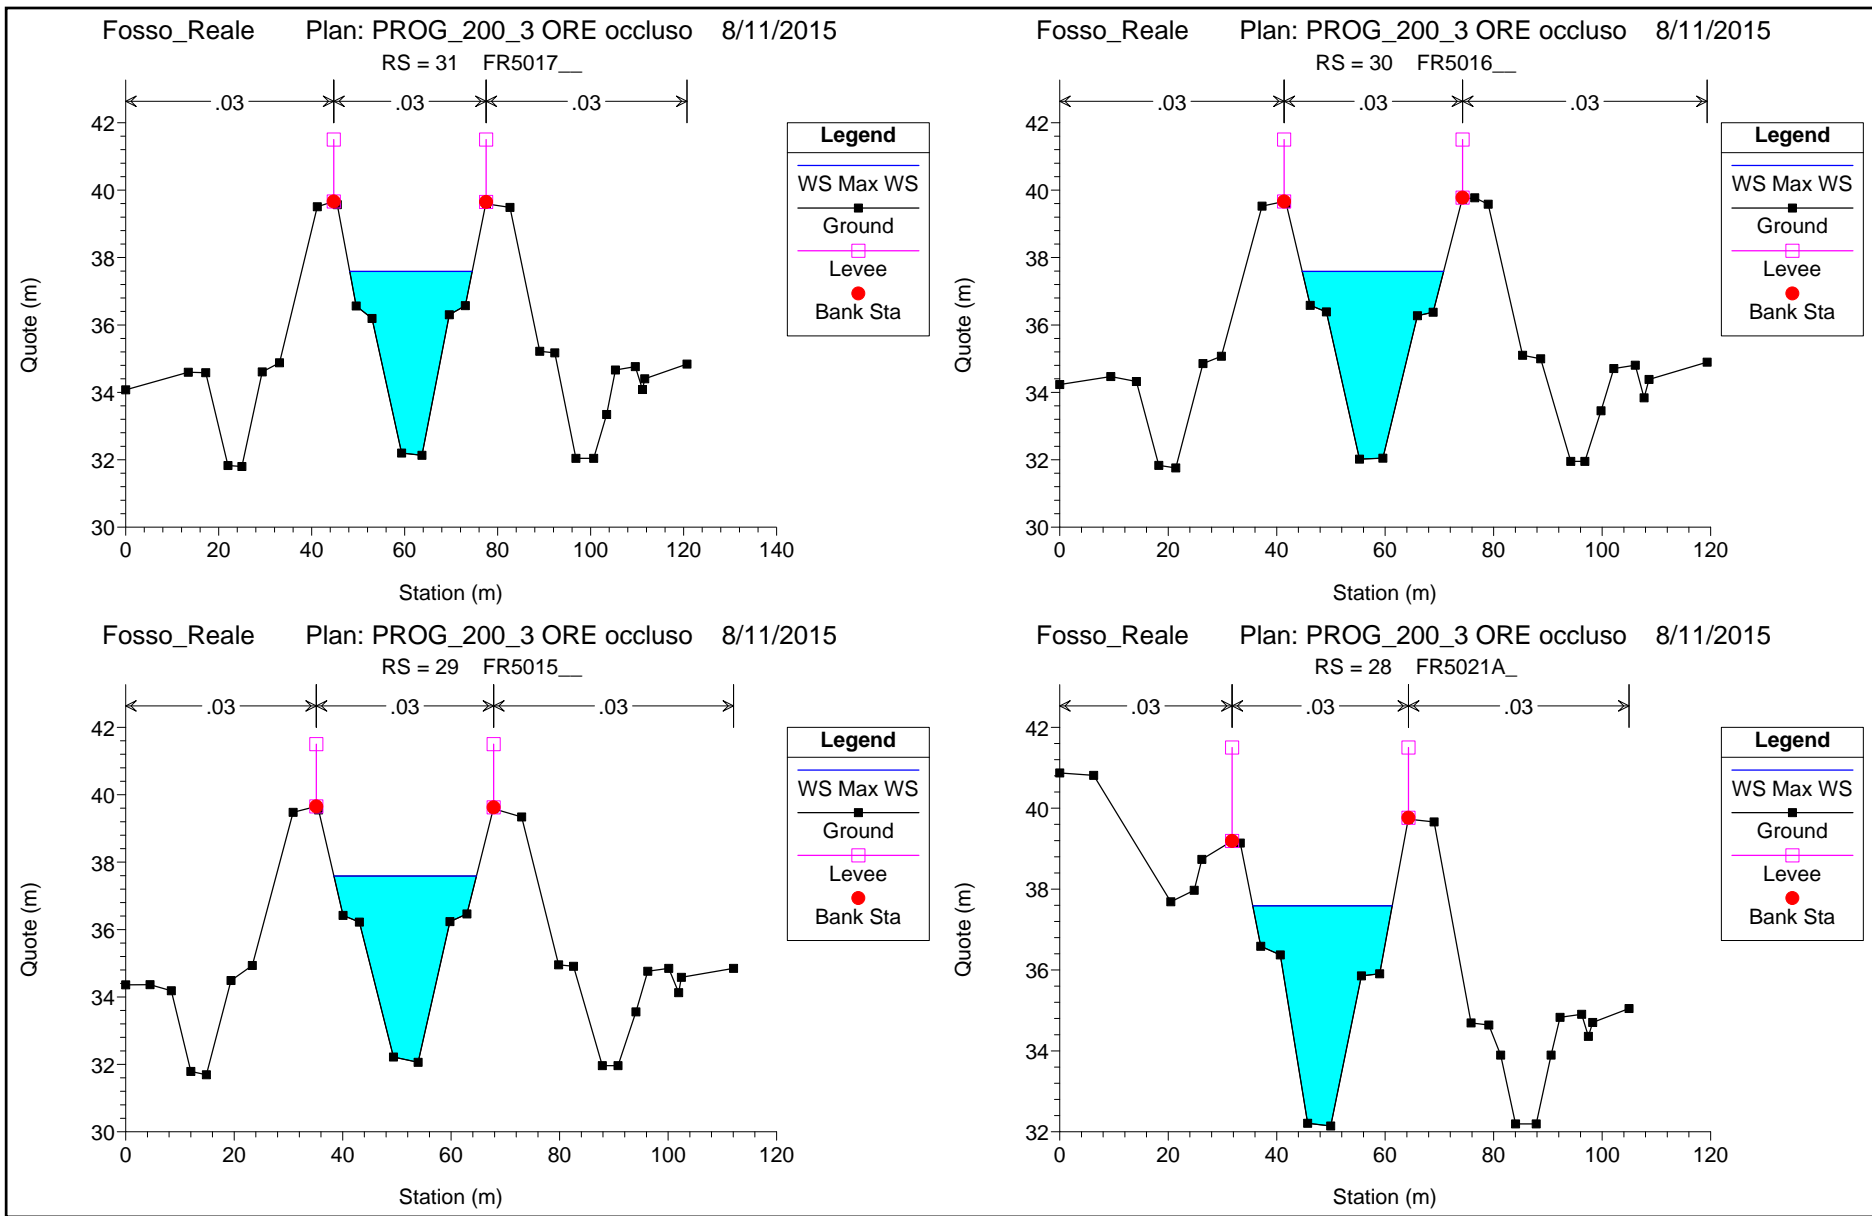 Fosso_Reale Plan: PROG_200_3 ORE occluso 8/11/2015
RS = 31 FR5017__
.03 .03 .03
42
40
38
36
34
32
30
Quote (m)
0 20 40 60 80 100 120 140
Station (m)
Legend
WS Max WS
Ground
Levee
Bank Sta
Fosso_Reale Plan: PROG_200_3 ORE occluso 8/11/2015
RS = 30 FR5016__
.03 .03 .03
42
40
38
36
34
32
30
Quote (m)
0 20 40 60 80 100 120
Station (m)
Legend
WS Max WS
Ground
Levee
Bank Sta
Fosso_Reale Plan: PROG_200_3 ORE occluso 8/11/2015
RS = 29 FR5015__
.03 .03 .03
42
40
38
36
34
32
30
Quote (m)
0 20 40 60 80 100 120
Station (m)
Legend
WS Max WS
Ground
Levee
Bank Sta
Fosso_Reale Plan: PROG_200_3 ORE occluso 8/11/2015
RS = 28 FR5021A_
.03 .03 .03
42
40
38
36
34
32
Quote (m)
0 20 40 60 80 100 120
Station (m)
Legend
WS Max WS
Ground
Levee
Bank Sta